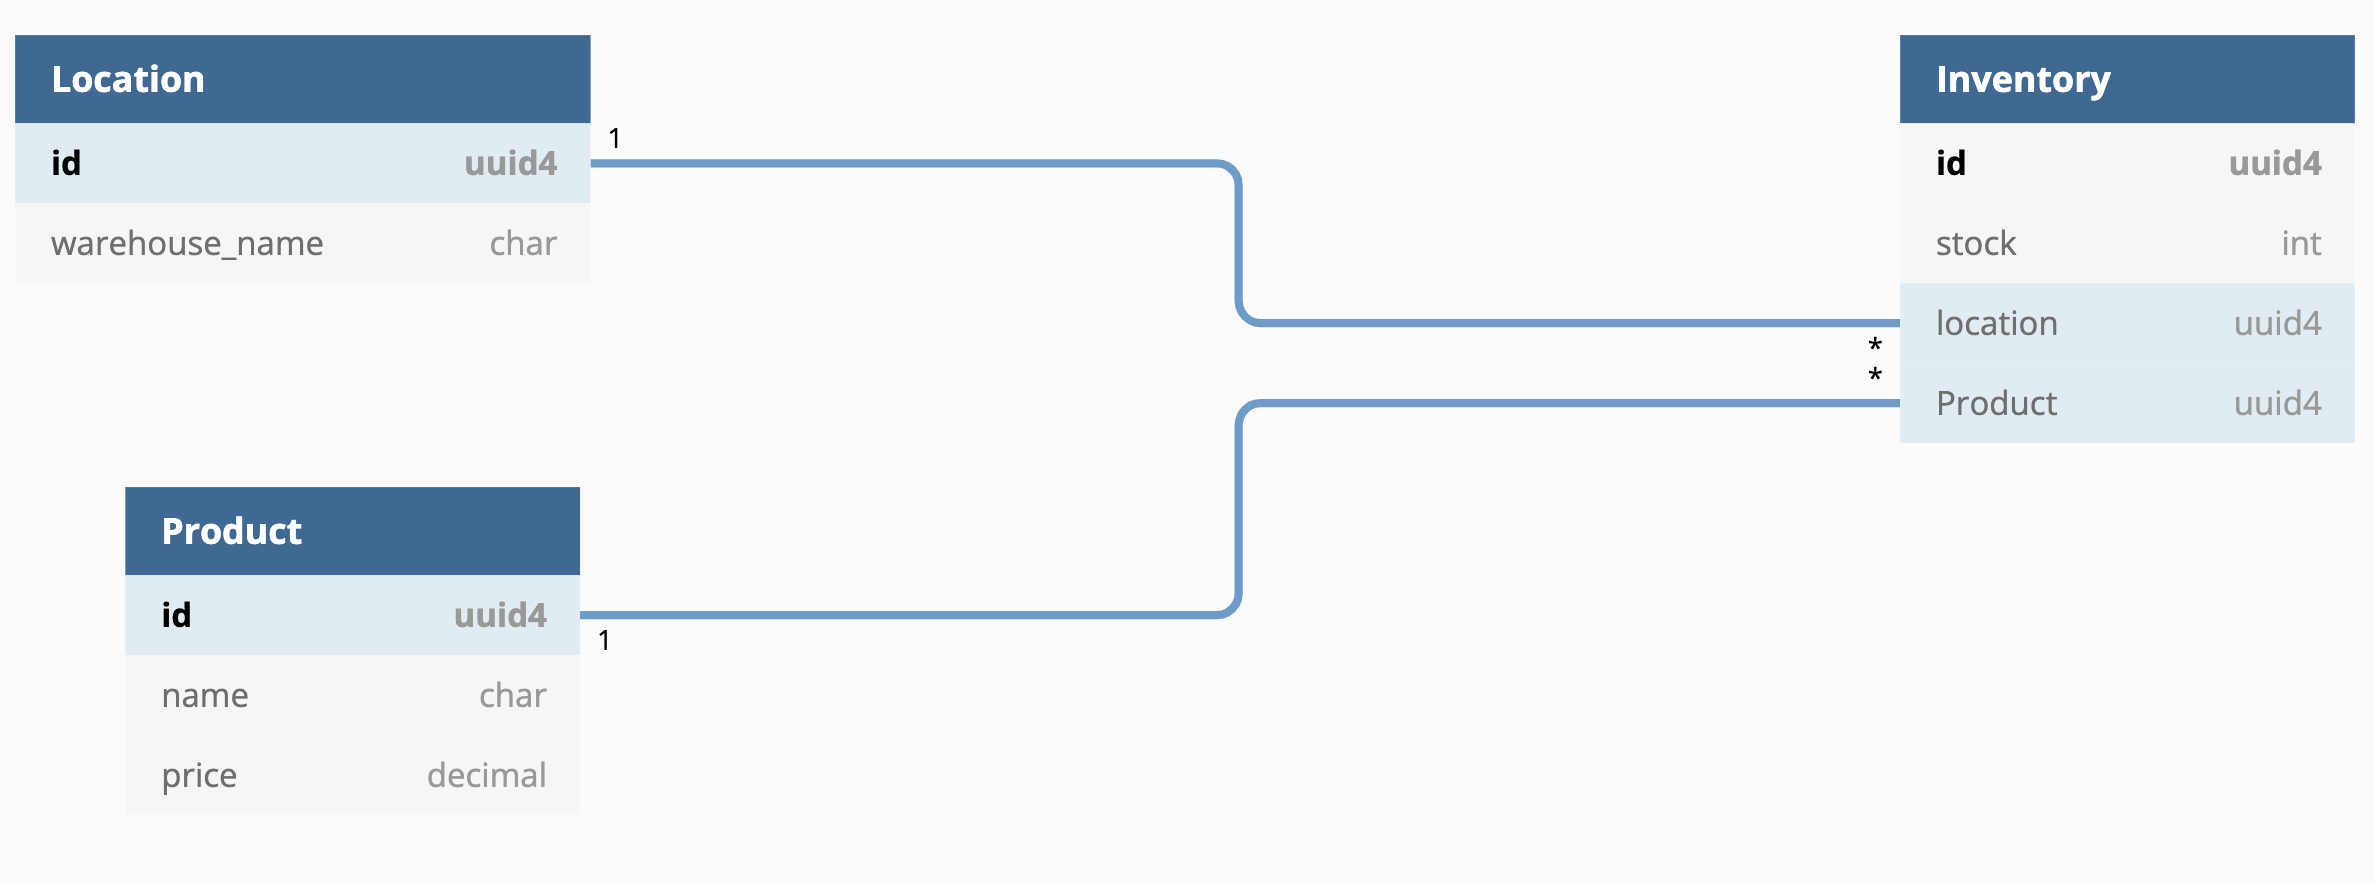 Location
id uuid4
warehouse_name char
1
Inventory
id uuid4
stock int
location uuid4
Product uuid4
*
*
Product
id uuid4
name char
price decimal
1